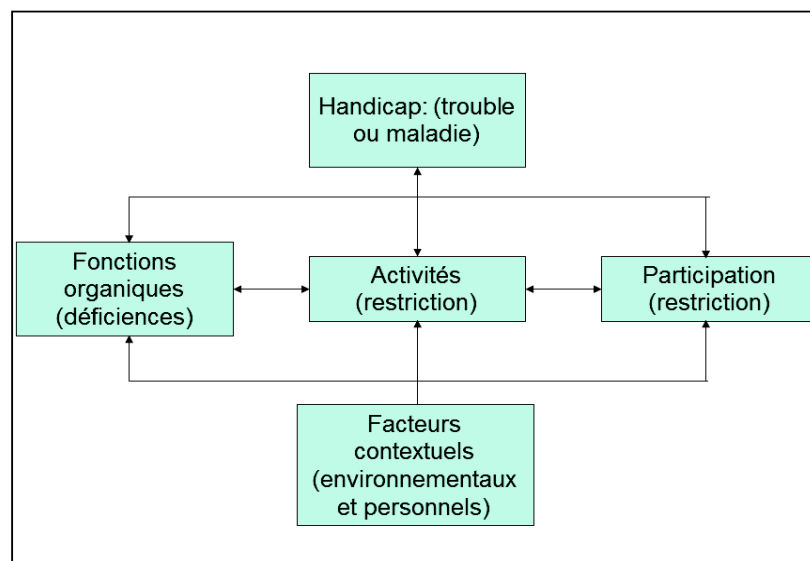 Handicap: (trouble
ou maladie)
Fonctions
organiques
(déficiences)
Activités
(restriction)
Participation
(restriction)
Facteurs
contextuels
(environnementaux
et personnels)